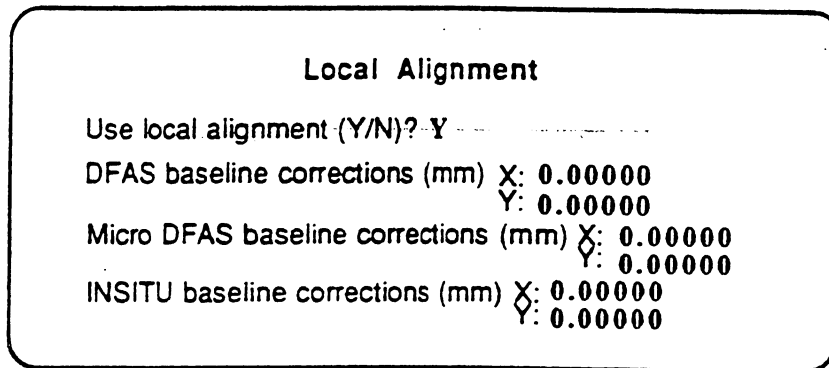 Local Alignment
Use local alignment (Y/N)? Y
DFAS baseline corrections (mm) X: 0.00000
Y: 0.00000
Micro DFAS baseline corrections (mm) X: 0.00000
Y: 0.00000
INSITU baseline corrections (mm) X: 0.00000
Y: 0.00000